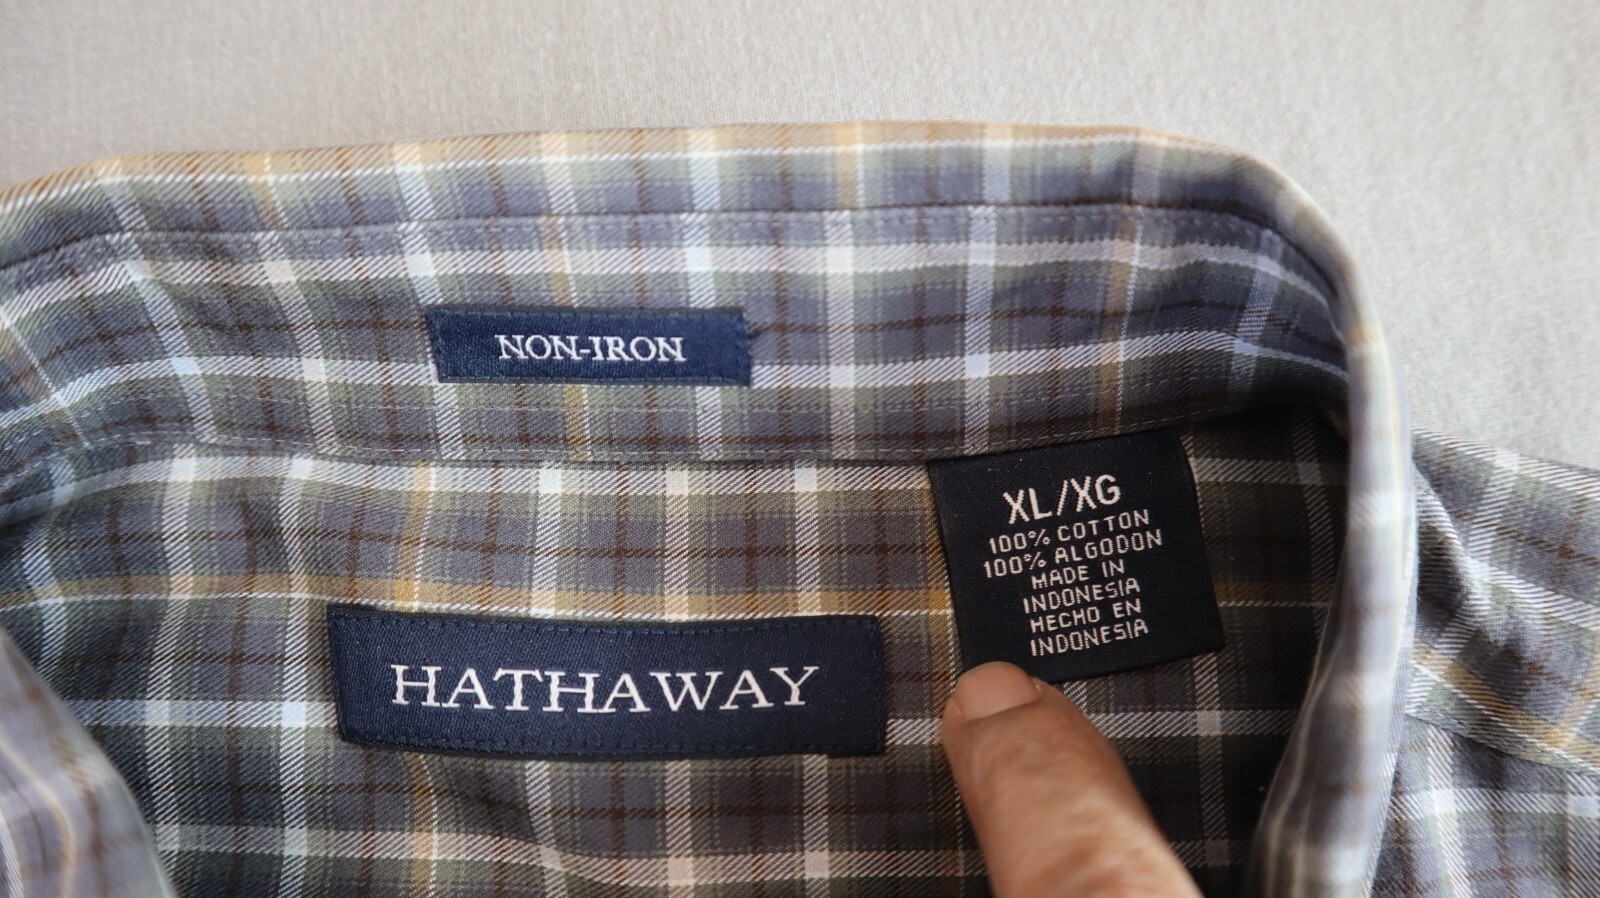 NON-IRON
XL/XG
100% COTTON
100% ALGODON
MADE IN
INDONESIA
HECHO EN
INDONESIA
HATHAWAY